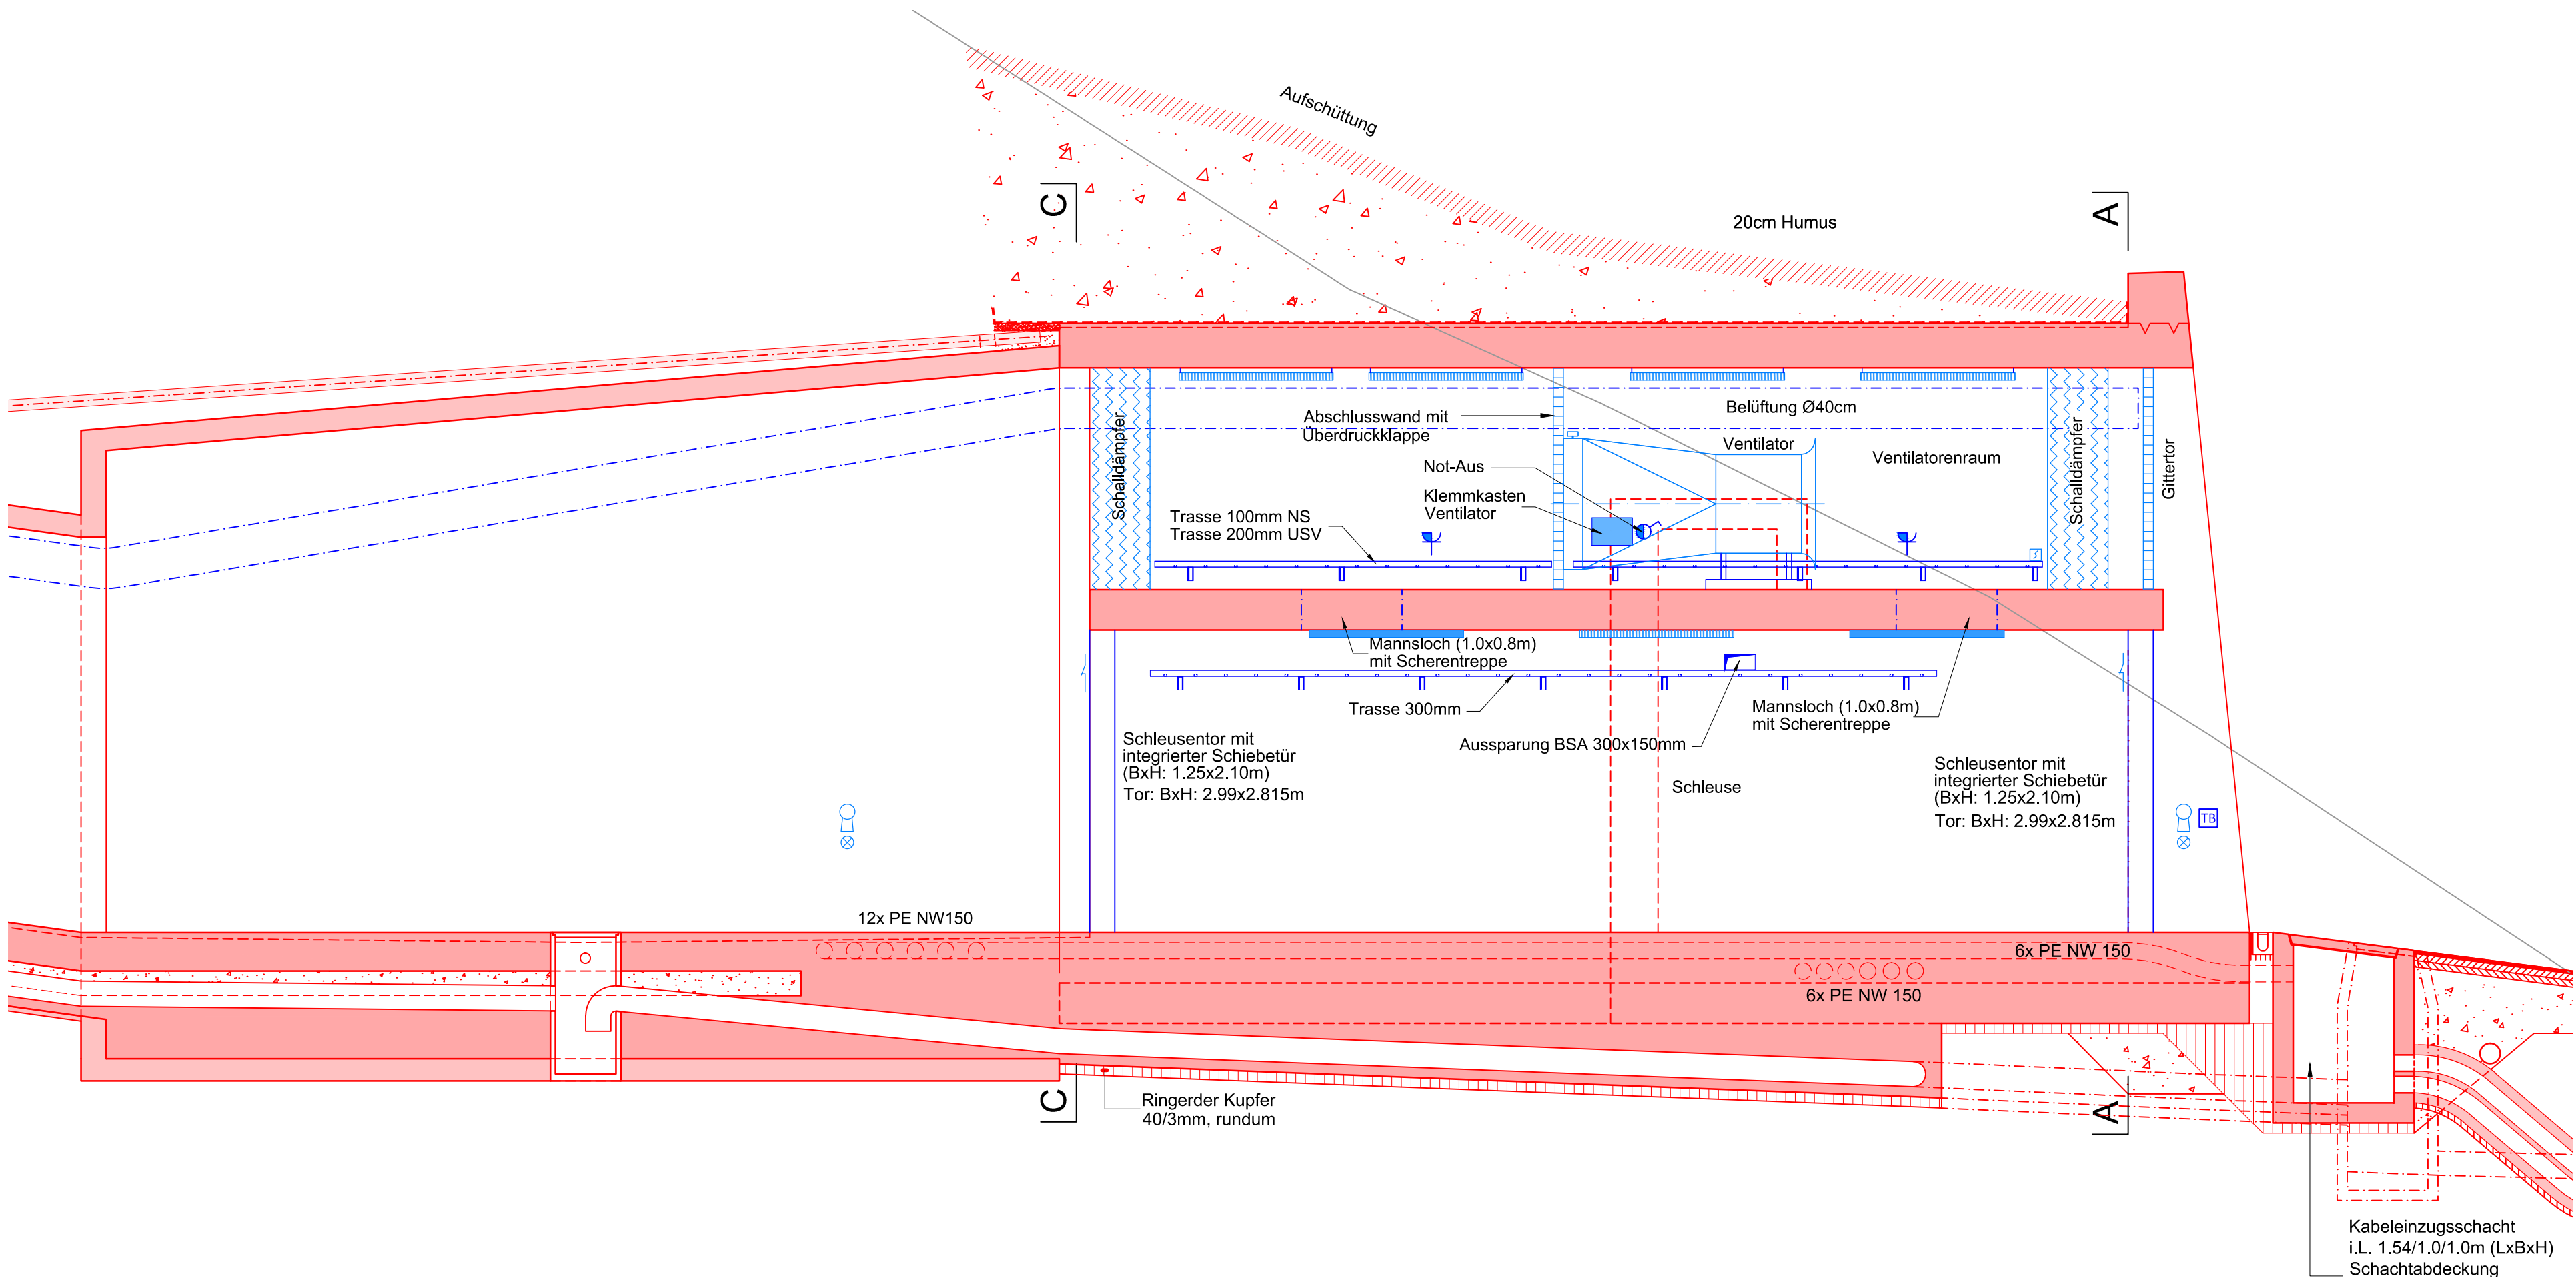 Aufschüttung
C
A
20cm Humus
Schalldämpfer
Abschlusswand mit
Überdruckklappe
Belüftung Ø40cm
Ventilator
Ventilatorenraum
Schalldämpfer
Gittertor
Not-Aus
Klemmkasten
Ventilator
Trasse 100mm NS
Trasse 200mm USV
Mannsloch (1.0x0.8m)
mit Scherentreppe
Trasse 300mm
Aussparung BSA 300x150mm
Mannsloch (1.0x0.8m)
mit Scherentreppe
Schleusentor mit
integrierter Schiebetür
(BxH: 1.25x2.10m)
Tor: BxH: 2.99x2.815m
Schleuse
Schleusentor mit
integrierter Schiebetür
(BxH: 1.25x2.10m)
Tor: BxH: 2.99x2.815m
TB
12x PE NW150
6x PE NW 150
6x PE NW 150
C
A
Ringerder Kupfer
40/3mm, rundum
Kabeleinzugsschacht
i.L. 1.54/1.0/1.0m (LxBxH)
Schachtabdeckung